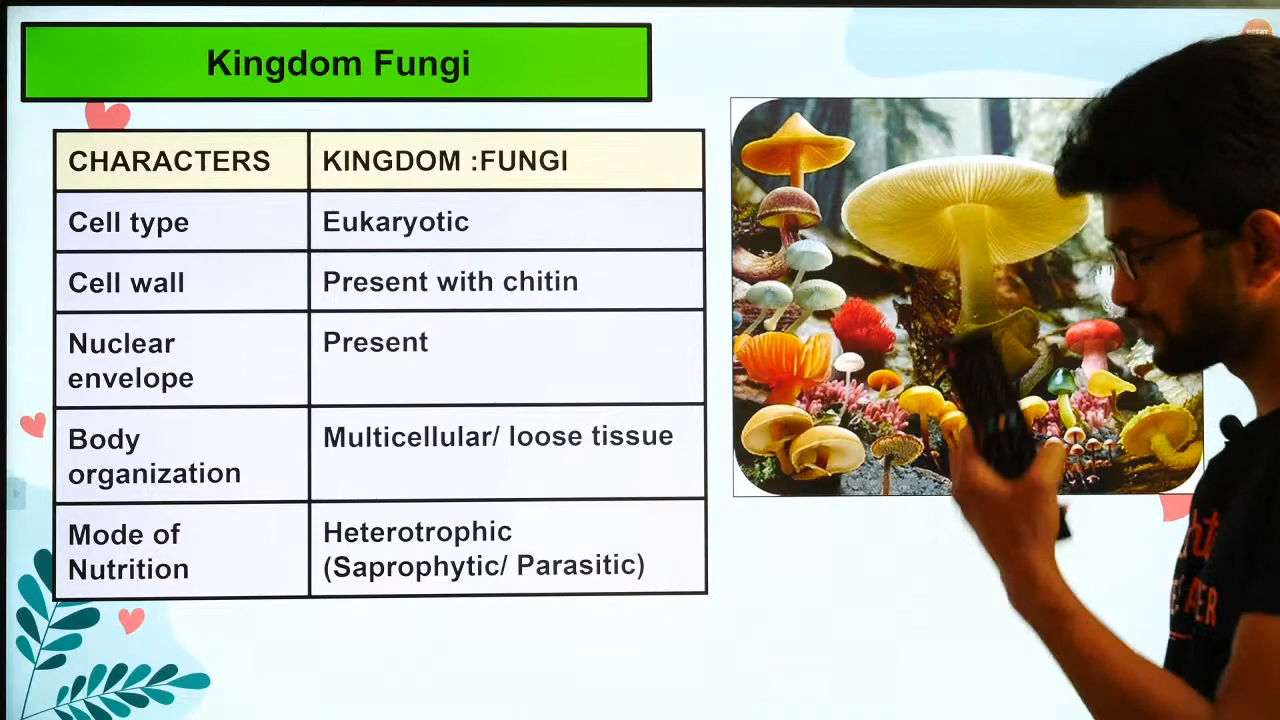 Kingdom Fungi
CHARACTERS
KINGDOM :FUNGI
Cell type
Eukaryotic
Cell wall
Present with chitin
Nuclear
envelope
Present
Body
organization
Multicellular/ loose tissue
Mode of
Nutrition
Heterotrophic
(Saprophytic/ Parasitic)